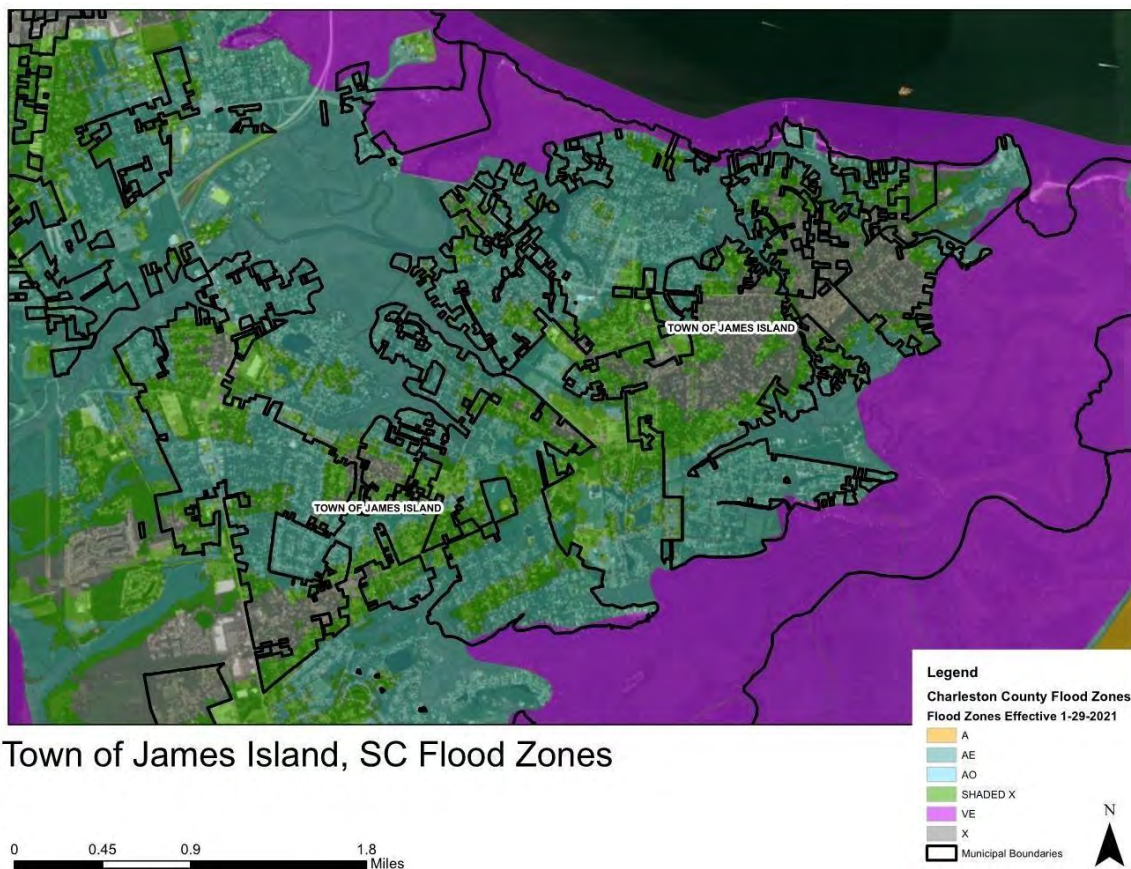 TOWN OF JAMES ISLAND
TOWN OF JAMES ISLAND
Legend
Charleston County Flood Zones
Flood Zones Effective 1-29-2021
A
AE
AO
SHADED X
VE
X
Municipal Boundaries
N
Town of James Island, SC Flood Zones
0 0.45 0.9 1.8
Miles